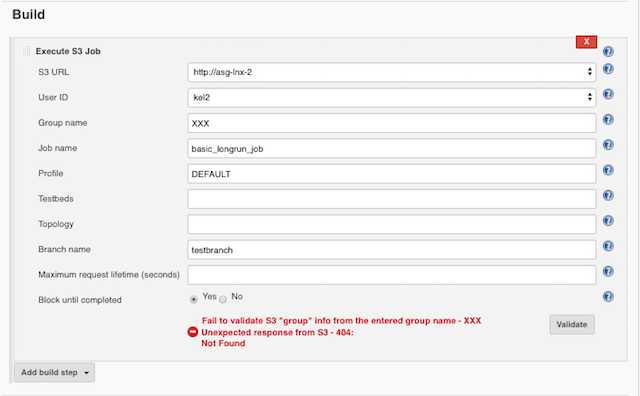 Build
Execute S3 Job
X
S3 URL
http://asg-lnx-2
User ID
kel2
Group name
XXX
Job name
basic_longrun_job
Profile
DEFAULT
Testbeds
Topology
Branch name
testbranch
Maximum request lifetime (seconds)
Block until completed
Yes No
Fail to validate S3 "group" info from the entered group name - XXX
Unexpected response from S3 - 404:
Not Found
Validate
Add build step